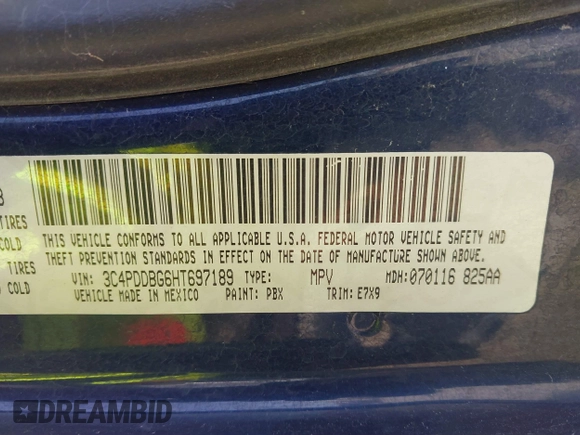 3
TIRES
COLD
TIRES
COLD
THIS VEHICLE CONFORMS TO ALL APPLICABLE U.S.A. FEDERAL MOTOR VEHICLE SAFETY AND
THEFT PREVENTION STANDARDS IN EFFECT ON THE DATE OF MANUFACTURE SHOWN ABOVE.
VIN: 3C4PDDBG6HT697189 TYPE: MPV MDH: 070116 825AA
VEHICLE MADE IN MEXICO PAINT: PBX TRIM: E7X9
DREAMBID